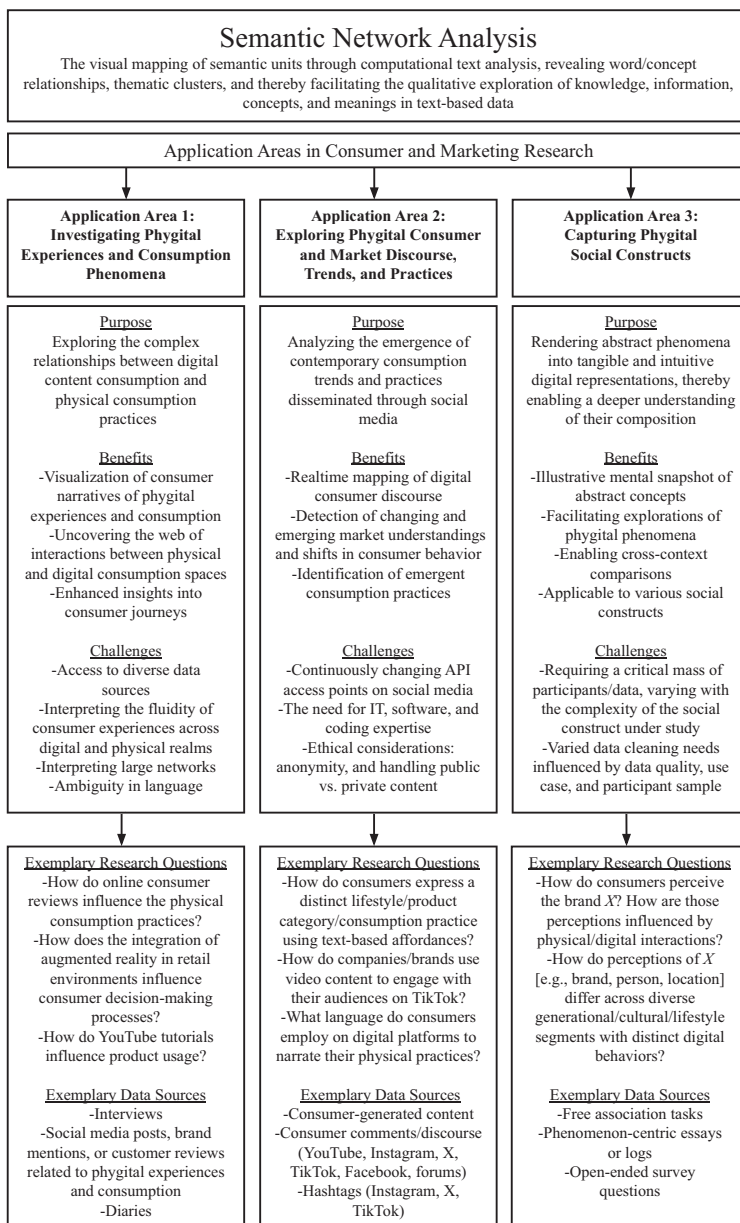 Semantic Network Analysis
The visual mapping of semantic units through computational text analysis, revealing word/concept
relationships, thematic clusters, and thereby facilitating the qualitative exploration of knowledge, information,
concepts, and meanings in text-based data
Application Areas in Consumer and Marketing Research
Application Area 1:
Investigating Phygital
Experiences and Consumption
Phenomena
Purpose
Exploring the complex
relationships between digital
content consumption and
physical consumption
practices
Benefits
-Visualization of consumer
narratives of phygital
experiences and consumption
-Uncovering the web of
interactions between physical
and digital consumption spaces
-Enhanced insights into
consumer journeys
Challenges
-Access to diverse data
sources
-Interpreting the fluidity of
consumer experiences across
digital and physical realms
-Interpreting large networks
-Ambiguity in language
Exemplary Research Questions
-How do online consumer
reviews influence the physical
consumption practices?
-How does the integration of
augmented reality in retail
environments influence
consumer decision-making
processes?
-How do YouTube tutorials
influence product usage?
Exemplary Data Sources
-Interviews
-Social media posts, brand
mentions, or customer reviews
related to phygital experiences
and consumption
-Diaries
Application Area 2:
Exploring Phygital Consumer
and Market Discourse,
Trends, and Practices
Purpose
Analyzing the emergence of
contemporary consumption
trends and practices
disseminated through social
media
Benefits
-Realtime mapping of digital
consumer discourse
-Detection of changing and
emerging market understandings
and shifts in consumer behavior
-Identification of emergent
consumption practices
Challenges
-Continuously changing API
access points on social media
-The need for IT, software, and
coding expertise
-Ethical considerations:
anonymity, and handling public
vs. private content
Exemplary Research Questions
-How do consumers express a
distinct lifestyle/product
category/consumption practice
using text-based affordances?
-How do companies/brands use
video content to engage with
their audiences on TikTok?
-What language do consumers
employ on digital platforms to
narrate their physical practices?
Exemplary Data Sources
-Consumer-generated content
-Consumer comments/discourse
(YouTube, Instagram, X,
TikTok, Facebook, forums)
-Hashtags (Instagram, X,
TikTok)
Application Area 3:
Capturing Phygital
Social Constructs
Purpose
Rendering abstract phenomena
into tangible and intuitive
digital representations, thereby
enabling a deeper understanding
of their composition
Benefits
-Illustrative mental snapshot of
abstract concepts
-Facilitating explorations of
phygital phenomena
-Enabling cross-context
comparisons
-Applicable to various social
constructs
Challenges
-Requiring a critical mass of
participants/data, varying with
the complexity of the social
construct under study
-Varied data cleaning needs
influenced by data quality, use
case, and participant sample
Exemplary Research Questions
-How do consumers perceive
the brand X? How are those
perceptions influenced by
physical/digital interactions?
-How do perceptions of X
[e.g., brand, person, location]
differ across diverse
generational/cultural/lifestyle
segments with distinct digital
behaviors?
Exemplary Data Sources
-Free association tasks
-Phenomenon-centric essays
or logs
-Open-ended survey
questions